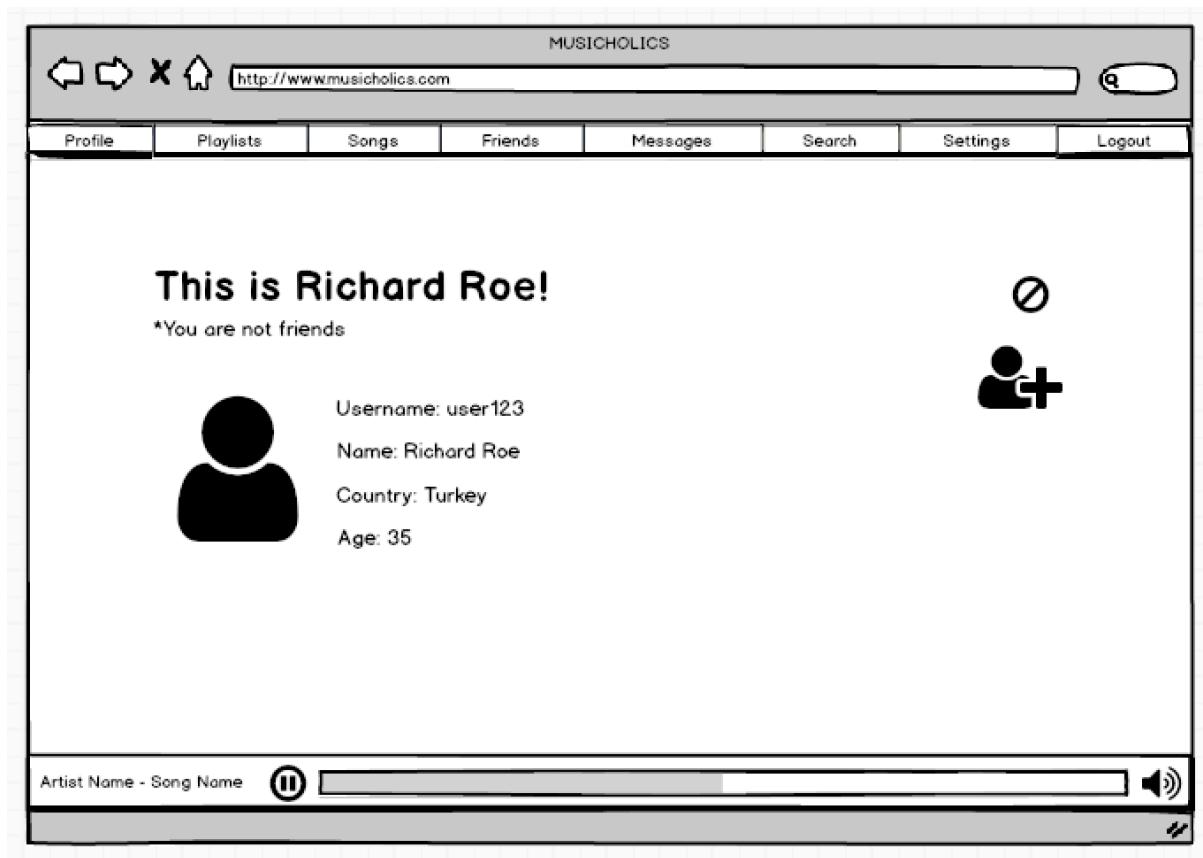 MUSICHOLICS
http://www.musicholics.com
Profile Playlists Songs Friends Messages Search Settings Logout
This is Richard Roe!
*You are not friends
Username: user123
Name: Richard Roe
Country: Turkey
Age: 35
Artist Name - Song Name